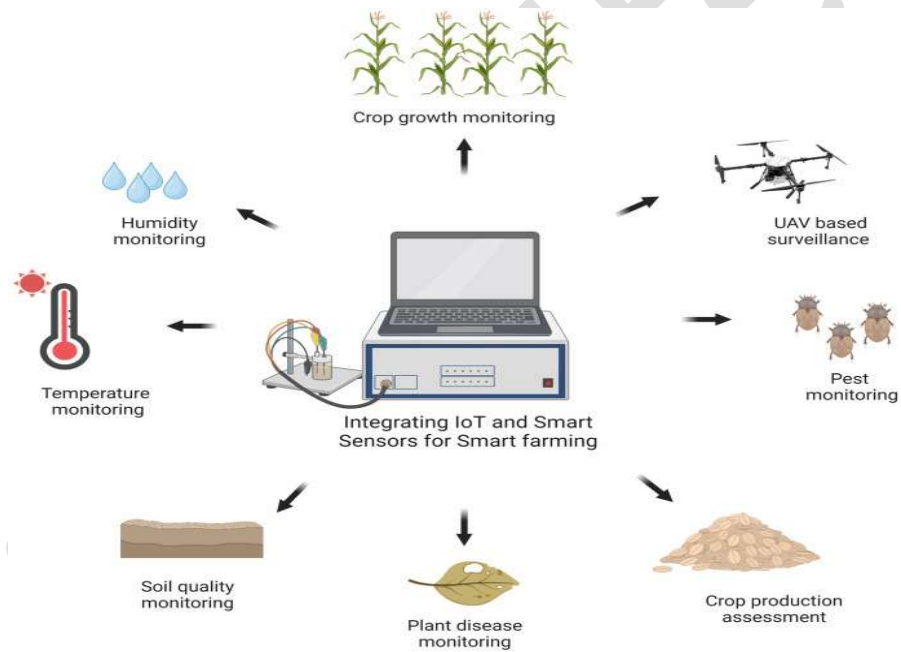 Crop growth monitoring
Humidity
monitoring
UAV based
surveillance
Temperature
monitoring
Pest
monitoring
Integrating IoT and Smart
Sensors for Smart farming
Soil quality
monitoring
Plant disease
monitoring
Crop production
assessment